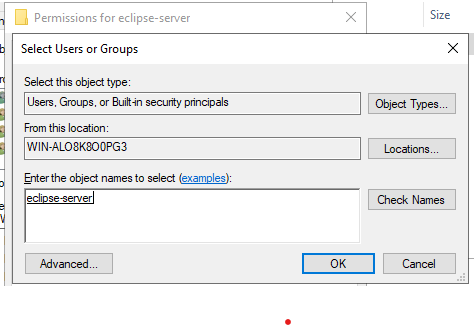 Permissions for eclipse-server
Size
Select Users or Groups
Select this object type:
Users, Groups, or Built-in security principals
Object Types...
From this location:
WIN-ALO8K8O0PG3
Locations...
Enter the object names to select (examples):
eclipse-server
Check Names
Advanced...
OK
Cancel